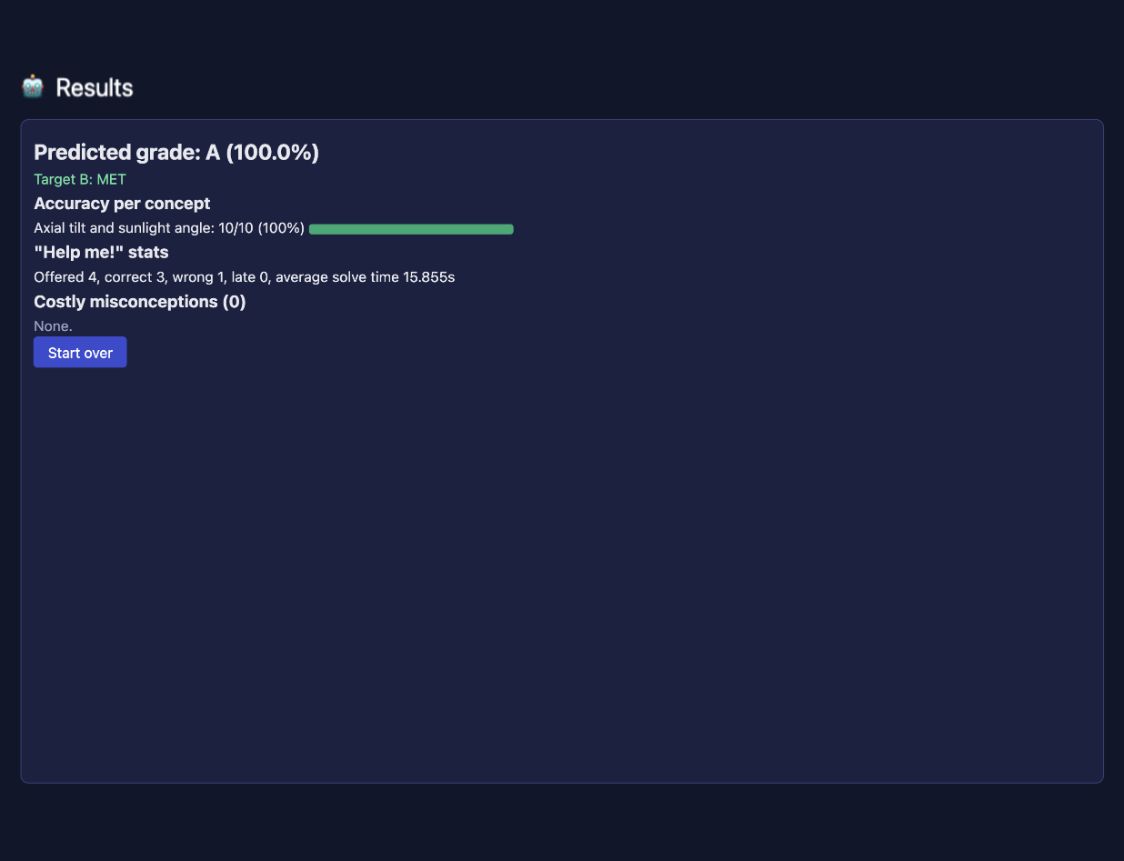 Results
Predicted grade: A (100.0%)
Target B: MET
Accuracy per concept
Axial tilt and sunlight angle: 10/10 (100%)
"Help me!" stats
Offered 4, correct 3, wrong 1, late 0, average solve time 15.855s
Costly misconceptions (0)
None.
Start over